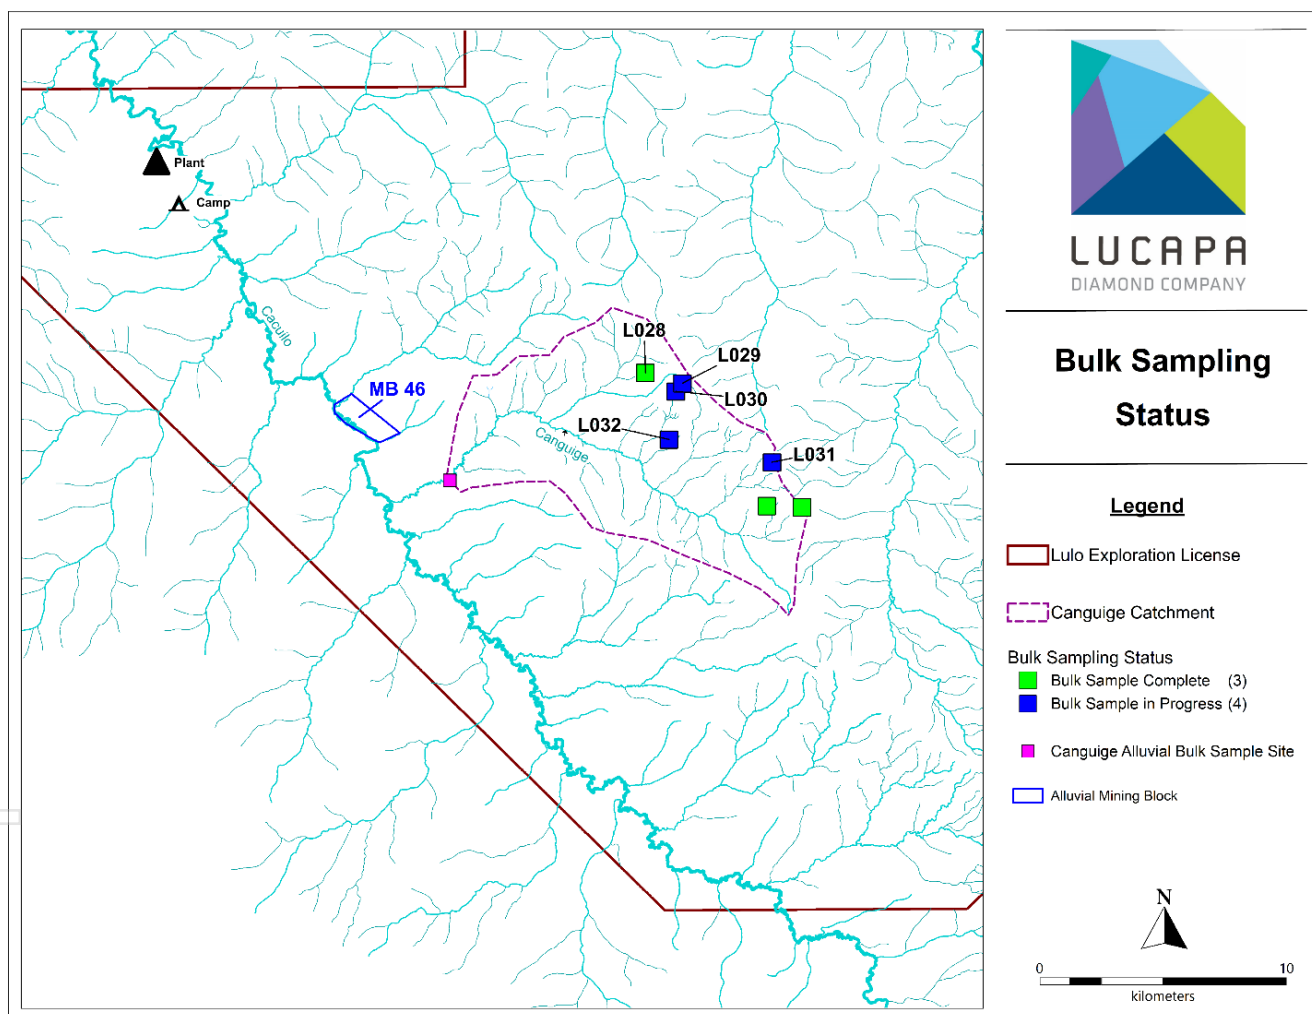 Plant
Camp
Cacuilo
MB 46
L028
L029
L030
L032
Canguige
L031
LUCAPA
DIAMOND COMPANY
Bulk Sampling
Status
Legend
Lulo Exploration License
Canguige Catchment
Bulk Sampling Status
Bulk Sample Complete (3)
Bulk Sample in Progress (4)
Canguige Alluvial Bulk Sample Site
Alluvial Mining Block
N
0 10
kilometers